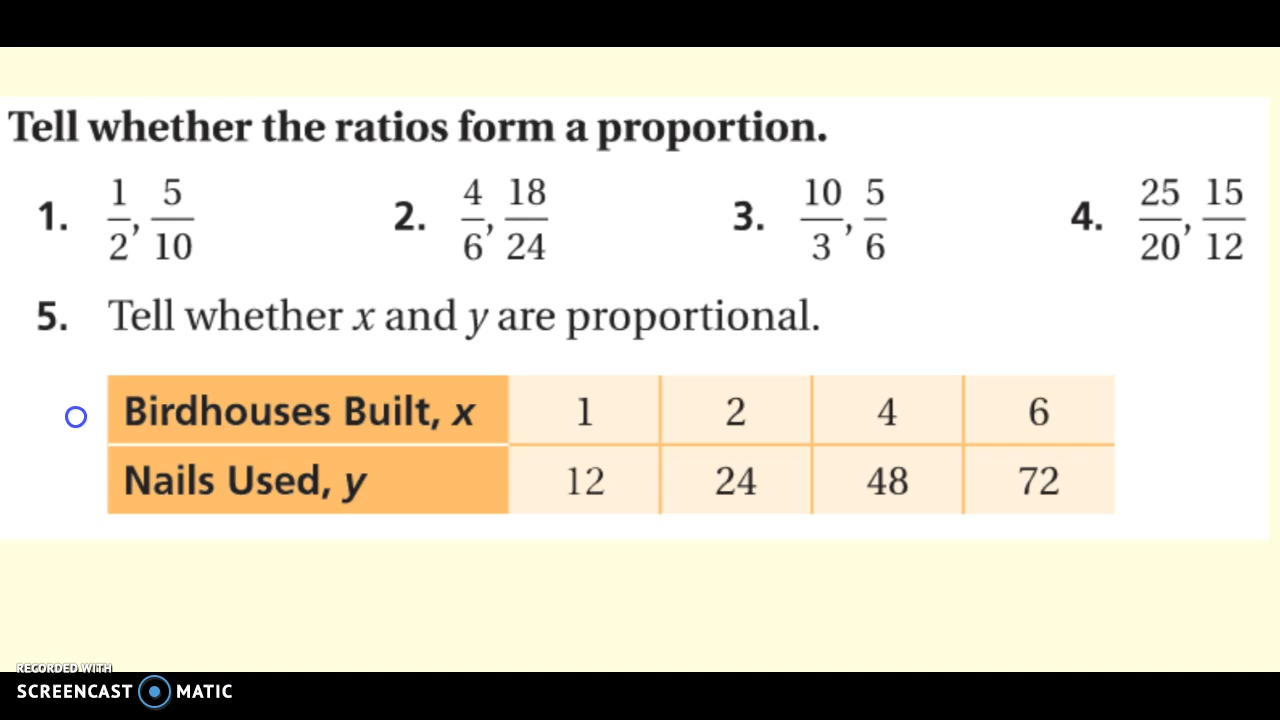 Tell whether the ratios form a proportion.
1. 1/2, 5/10 2. 4/6, 18/24 3. 10/3, 5/6 4. 25/20, 15/12
5. Tell whether x and y are proportional.
Birdhouses Built, x 1 2 4 6
Nails Used, y 12 24 48 72
RECORDED WITH
SCREENCAST MATIC